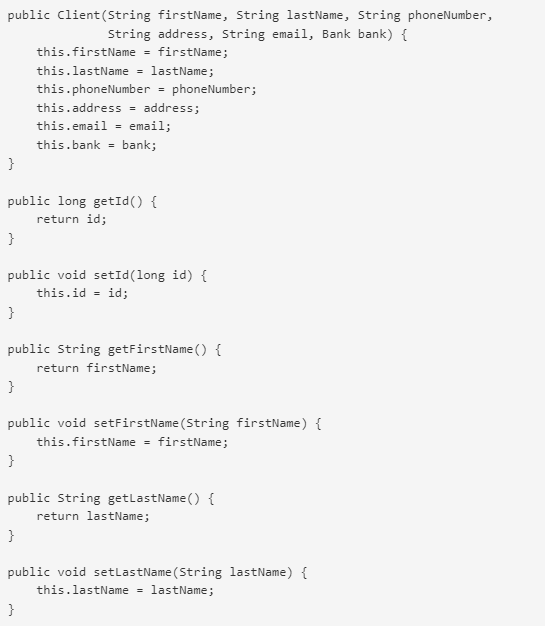 public Client(String firstName, String lastName, String phoneNumber,
              String address, String email, Bank bank) {
    this.firstName = firstName;
    this.lastName = lastName;
    this.phoneNumber = phoneNumber;
    this.address = address;
    this.email = email;
    this.bank = bank;
}

public long getId() {
    return id;
}

public void setId(long id) {
    this.id = id;
}

public String getFirstName() {
    return firstName;
}

public void setFirstName(String firstName) {
    this.firstName = firstName;
}

public String getLastName() {
    return lastName;
}

public void setLastName(String lastName) {
    this.lastName = lastName;
}